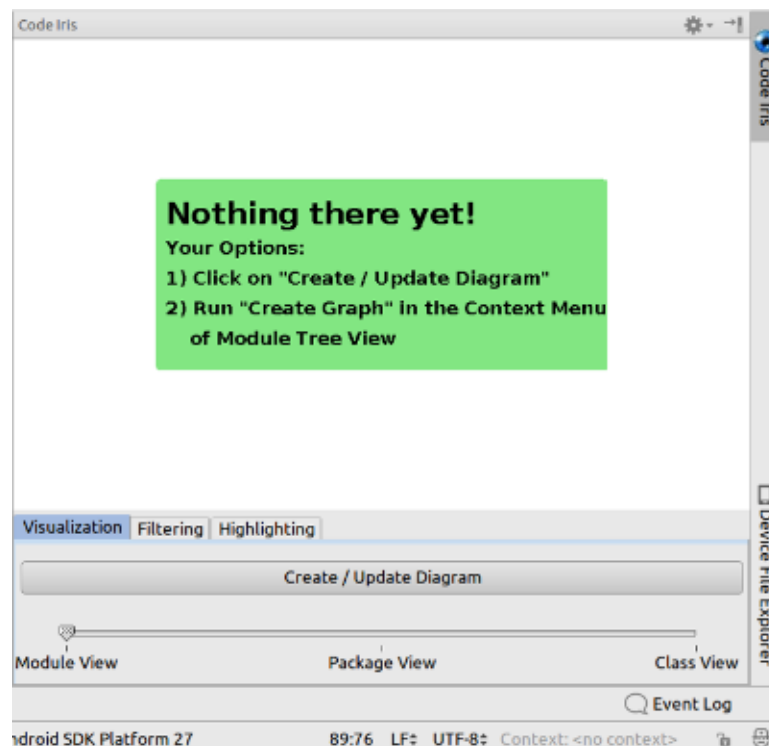 Code Iris
Code Iris
Nothing there yet!
Your Options:
1) Click on "Create / Update Diagram"
2) Run "Create Graph" in the Context Menu
of Module Tree View
Device File Explorer
Visualization Filtering Highlighting
Create / Update Diagram
Module View Package View Class View
Event Log
ndroid SDK Platform 27 89:76 LF UTF-8 Context: <no context>